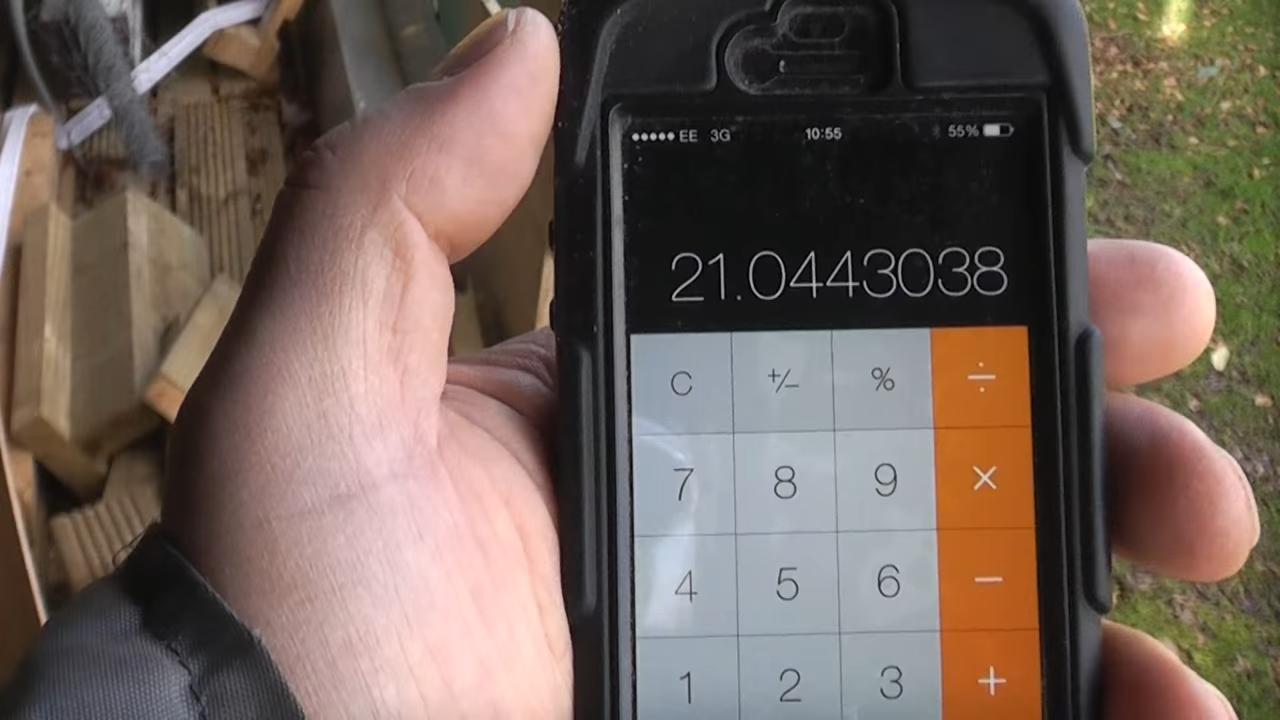 ●●●●● EE 3G 10:55 55%
21.0443038
C +/− % ÷
7 8 9 ×
4 5 6 −
1 2 3 +